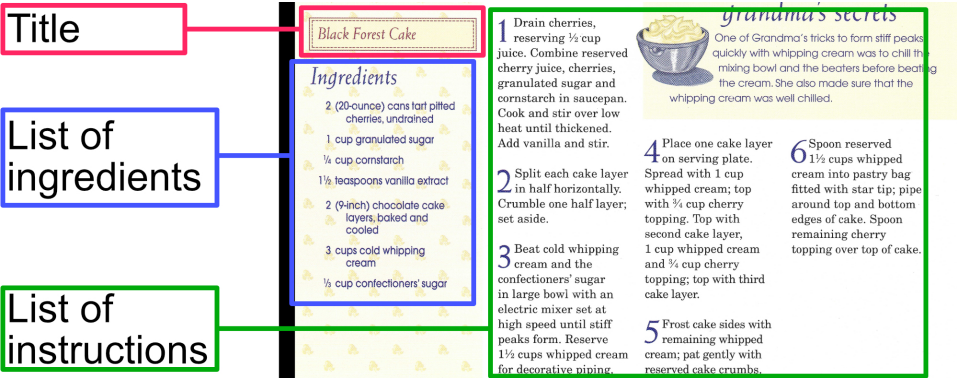 Title
List of
ingredients
List of
instructions
Black Forest Cake
Ingredients
2 (20-ounce) cans tart pitted
cherries, undrained
1 cup granulated sugar
¼ cup cornstarch
1½ teaspoons vanilla extract
2 (9-inch) chocolate cake
layers, baked and
cooled
3 cups cold whipping
cream
⅓ cup confectioners' sugar
1 Drain cherries,
reserving ½ cup
juice. Combine reserved
cherry juice, cherries,
granulated sugar and
cornstarch in saucepan.
Cook and stir over low
heat until thickened.
Add vanilla and stir.
2 Split each cake layer
in half horizontally.
Crumble one half layer;
set aside.
3 Beat cold whipping
cream and the
confectioners' sugar
in large bowl with an
electric mixer set at
high speed until stiff
peaks form. Reserve
1½ cups whipped cream
for decorative piping.
grandma's secrets
One of Grandma's tricks to form stiff peaks
quickly with whipping cream was to chill the
mixing bowl and the beaters before beating
the cream. She also made sure that the
whipping cream was well chilled.
4 Place one cake layer
on serving plate.
Spread with 1 cup
whipped cream; top
with ¾ cup cherry
topping. Top with
second cake layer,
1 cup whipped cream
and ¾ cup cherry
topping; top with third
cake layer.
5 Frost cake sides with
remaining whipped
cream; pat gently with
reserved cake crumbs.
6 Spoon reserved
1½ cups whipped
cream into pastry bag
fitted with star tip; pipe
around top and bottom
edges of cake. Spoon
remaining cherry
topping over top of cake.